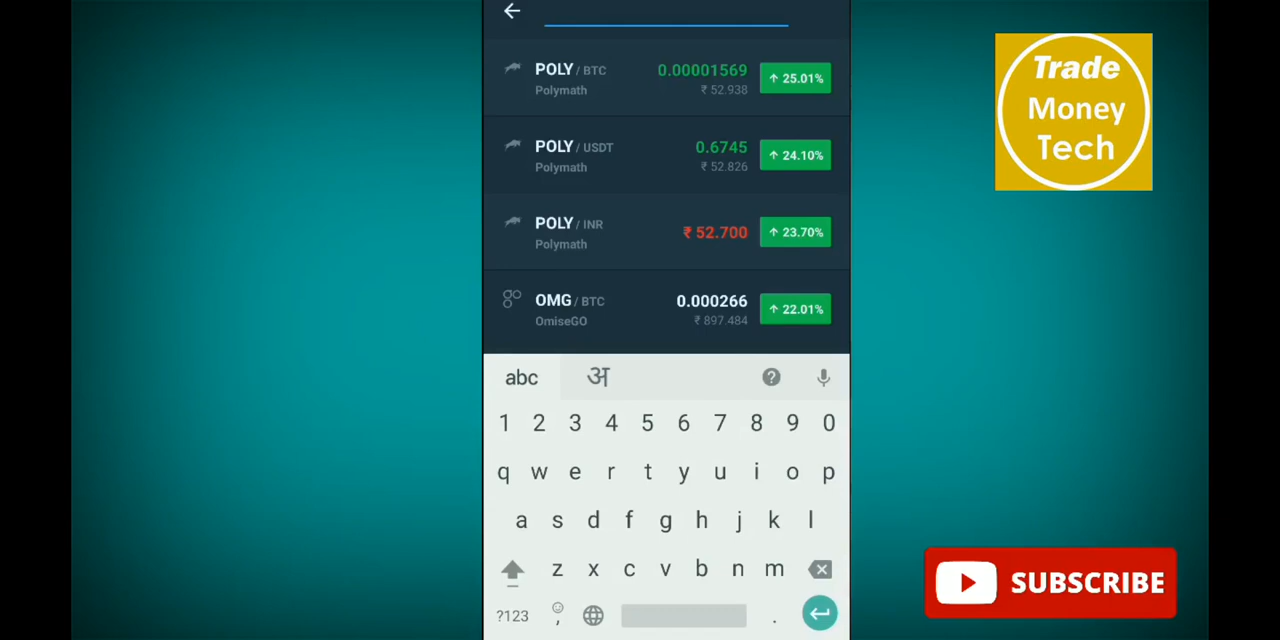 POLY / BTC 0.00001569 ↑ 25.01%
Polymath ₹ 52.938
POLY / USDT 0.6745 ↑ 24.10%
Polymath ₹ 52.826
POLY / INR ₹ 52.700 ↑ 23.70%
Polymath
OMG / BTC 0.000266 ↑ 22.01%
OmiseGO ₹ 897.484
abc अ ?
1 2 3 4 5 6 7 8 9 0
q w e r t y u i o p
a s d f g h j k l
z x c v b n m
?123 , .
Trade
Money
Tech
SUBSCRIBE